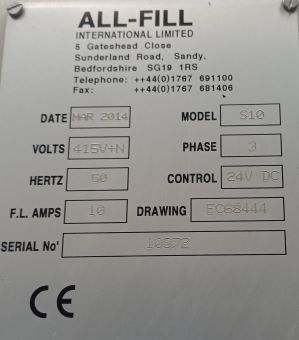 ALL-FILL
INTERNATIONAL LIMITED
5 Gateshead Close
Sunderland Road, Sandy,
Bedfordshire SG19 1RS
Telephone: ++44(0)1767 691100
Fax: ++44(0)1767 681406
DATE MAR 2014 MODEL S10
VOLTS 415V+N PHASE 3
HERTZ 50 CONTROL 24V DC
F.L. AMPS 10 DRAWING EC68444
SERIAL No' 10572
CE